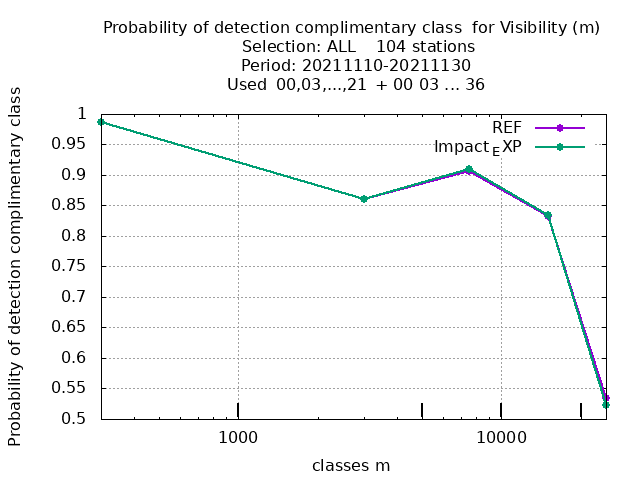 Probability of detection complimentary class  for Visibility (m)
Selection: ALL    104 stations
Period: 20211110-20211130
Used  00,03,...,21  + 00 03 ... 36
Probability of detection complimentary class
1
0.95
0.9
0.85
0.8
0.75
0.7
0.65
0.6
0.55
0.5
REF
Impact_EXP
1000
10000
classes m